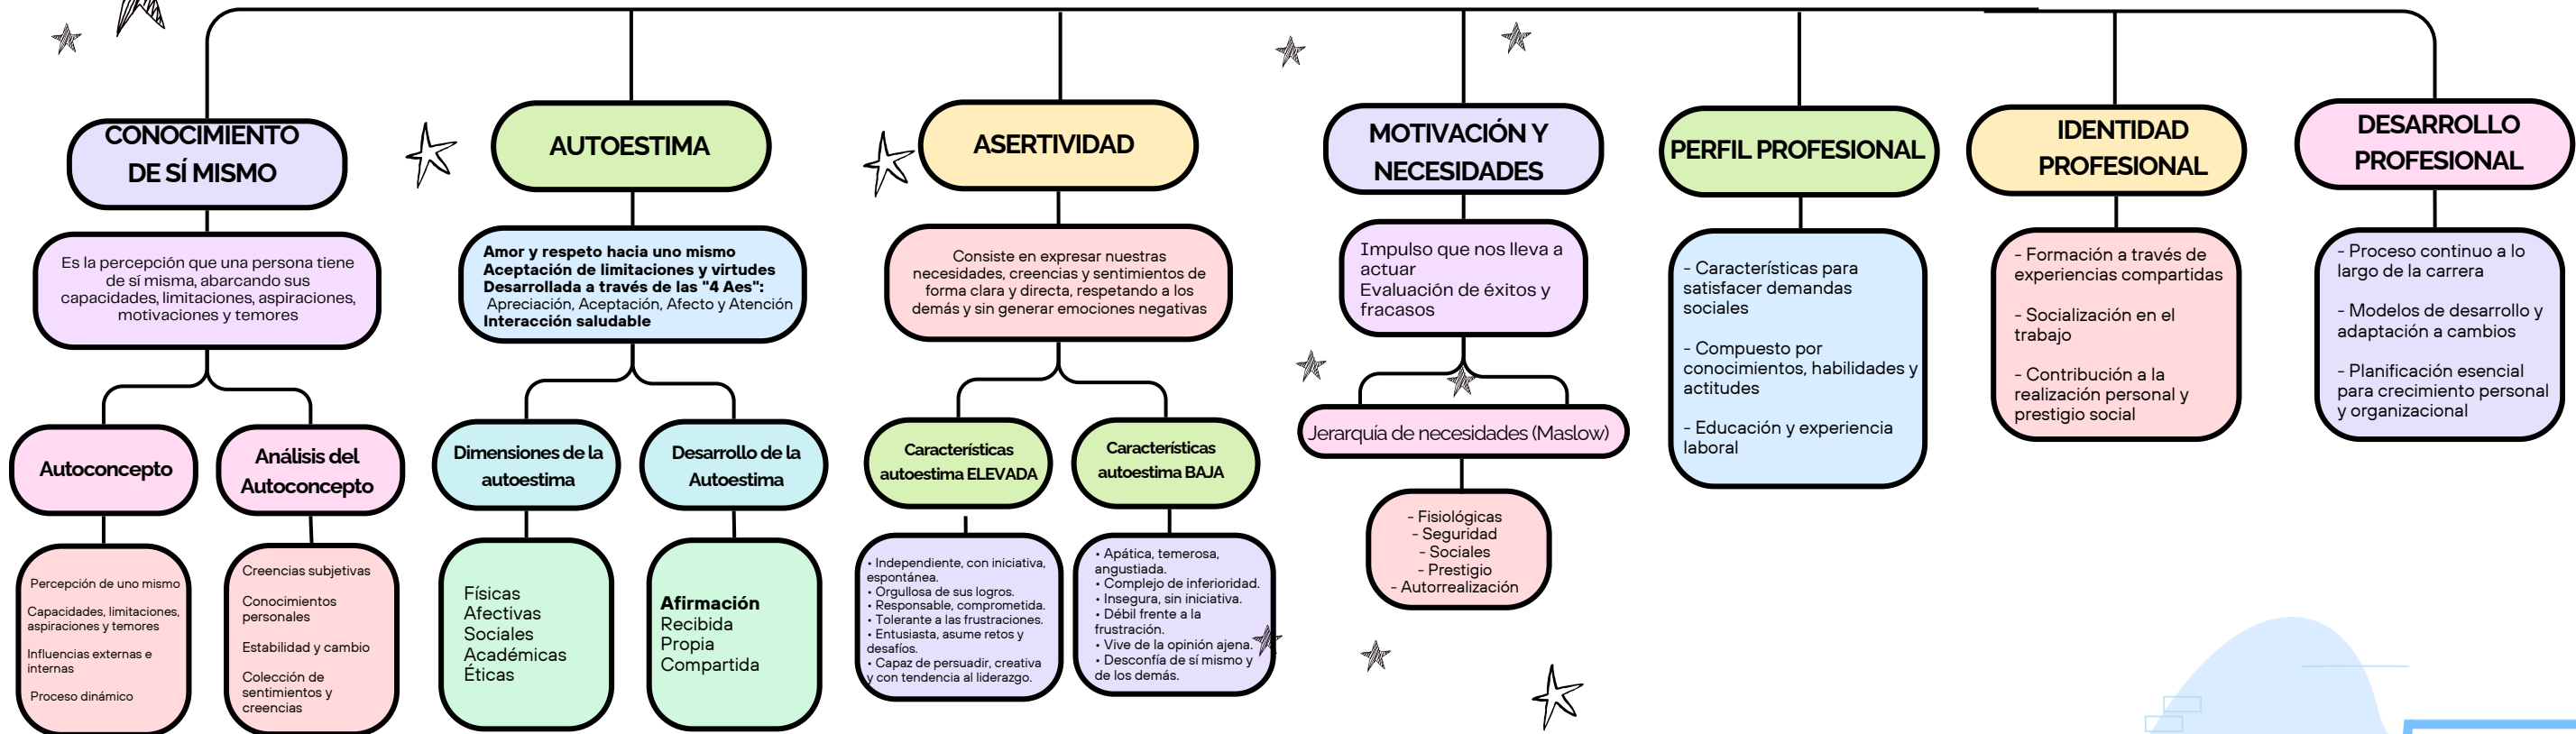 CONOCIMIENTO
DE SÍ MISMO
Es la percepción que una persona tiene
de sí misma, abarcando sus
capacidades, limitaciones, aspiraciones,
motivaciones y temores
Autoconcepto
Percepción de uno mismo
Capacidades, limitaciones,
aspiraciones y temores
Influencias externas e
internas
Proceso dinámico
Análisis del
Autoconcepto
Creencias subjetivas
Conocimientos
personales
Estabilidad y cambio
Colección de
sentimientos y
creencias
AUTOESTIMA
Amor y respeto hacia uno mismo
Aceptación de limitaciones y virtudes
Desarrollada a través de las "4 Aes":
Apreciación, Aceptación, Afecto y Atención
Interacción saludable
Dimensiones de la
autoestima
Físicas
Afectivas
Sociales
Académicas
Éticas
Desarrollo de la
Autoestima
Afirmación
Recibida
Propia
Compartida
ASERTIVIDAD
Consiste en expresar nuestras
necesidades, creencias y sentimientos de
forma clara y directa, respetando a los
demás y sin generar emociones negativas
Características
autoestima ELEVADA
• Independiente, con iniciativa,
espontánea.
• Orgullosa de sus logros.
• Responsable, comprometida.
• Tolerante a las frustraciones.
• Entusiasta, asume retos y
desafíos.
• Capaz de persuadir, creativa
y con tendencia al liderazgo.
Características
autoestima BAJA
• Apática, temerosa,
angustiada.
• Complejo de inferioridad.
• Insegura, sin iniciativa.
• Débil frente a la
frustración.
• Vive de la opinión ajena.
• Desconfía de sí mismo y
de los demás.
MOTIVACIÓN Y
NECESIDADES
Impulso que nos lleva a
actuar
Evaluación de éxitos y
fracasos
Jerarquía de necesidades (Maslow)
- Fisiológicas
- Seguridad
- Sociales
- Prestigio
- Autorrealización
PERFIL PROFESIONAL
- Características para
satisfacer demandas
sociales
- Compuesto por
conocimientos, habilidades y
actitudes
- Educación y experiencia
laboral
IDENTIDAD
PROFESIONAL
- Formación a través de
experiencias compartidas
- Socialización en el
trabajo
- Contribución a la
realización personal y
prestigio social
DESARROLLO
PROFESIONAL
- Proceso continuo a lo
largo de la carrera
- Modelos de desarrollo y
adaptación a cambios
- Planificación esencial
para crecimiento personal
y organizacional